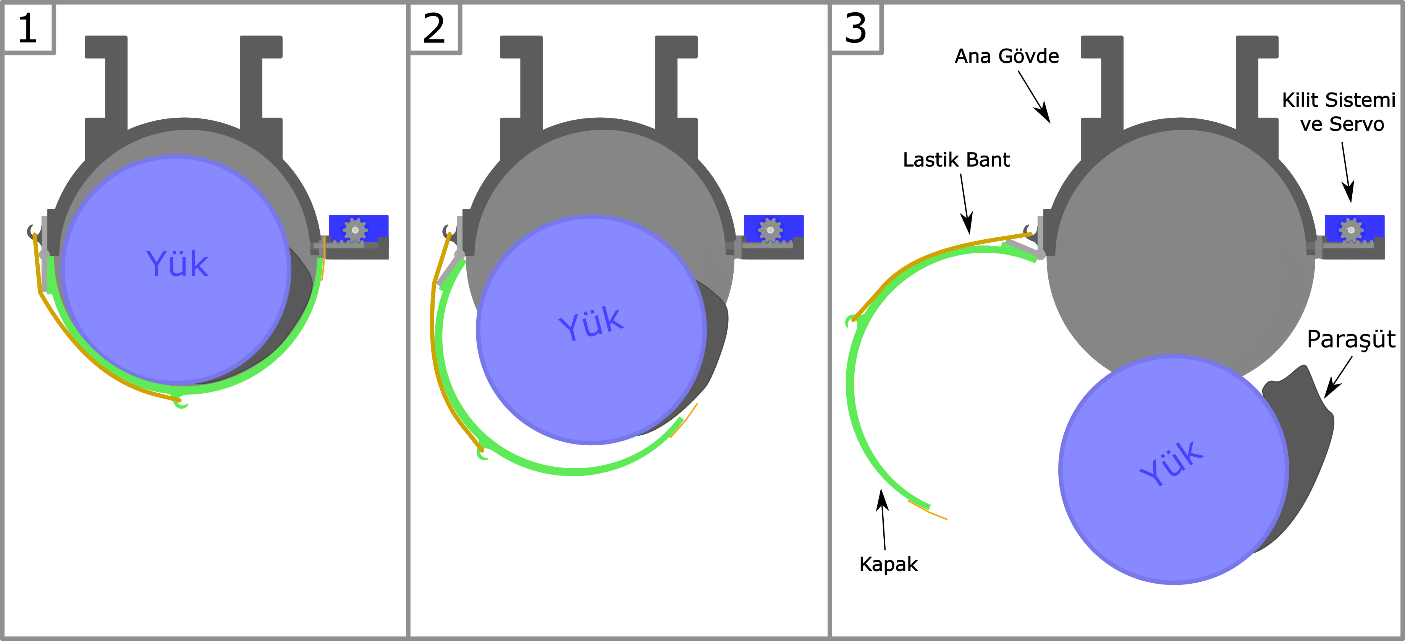 1
Yük
2
Yük
3
Ana Gövde
Kilit Sistemi
ve Servo
Lastik Bant
Paraşüt
Yük
Kapak